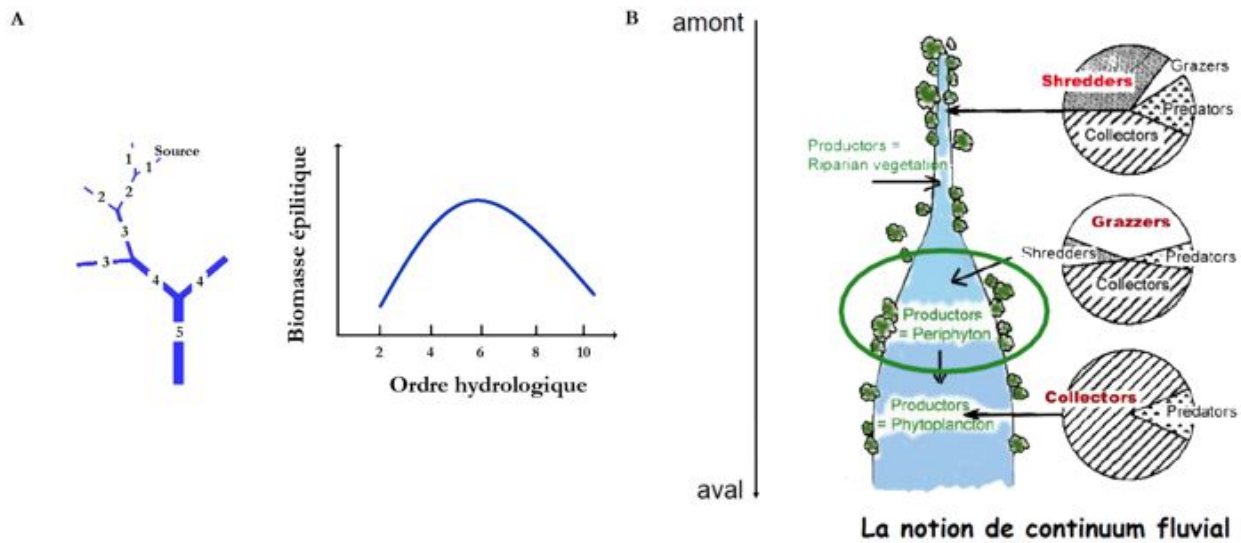 A
Source
1
1
2
2
3
3
4
4
5
Biomasse épilitique
2
4
6
8
10
Ordre hydrologique
B
amont
aval
Productors =
Riparian vegetation
Productors
= Periphyton
Productors
= Phytoplancton
Shredders
Grazers
Predators
Collectors
Grazzers
Shredders
Predators
Collectors
Collectors
Predators
La notion de continuum fluvial